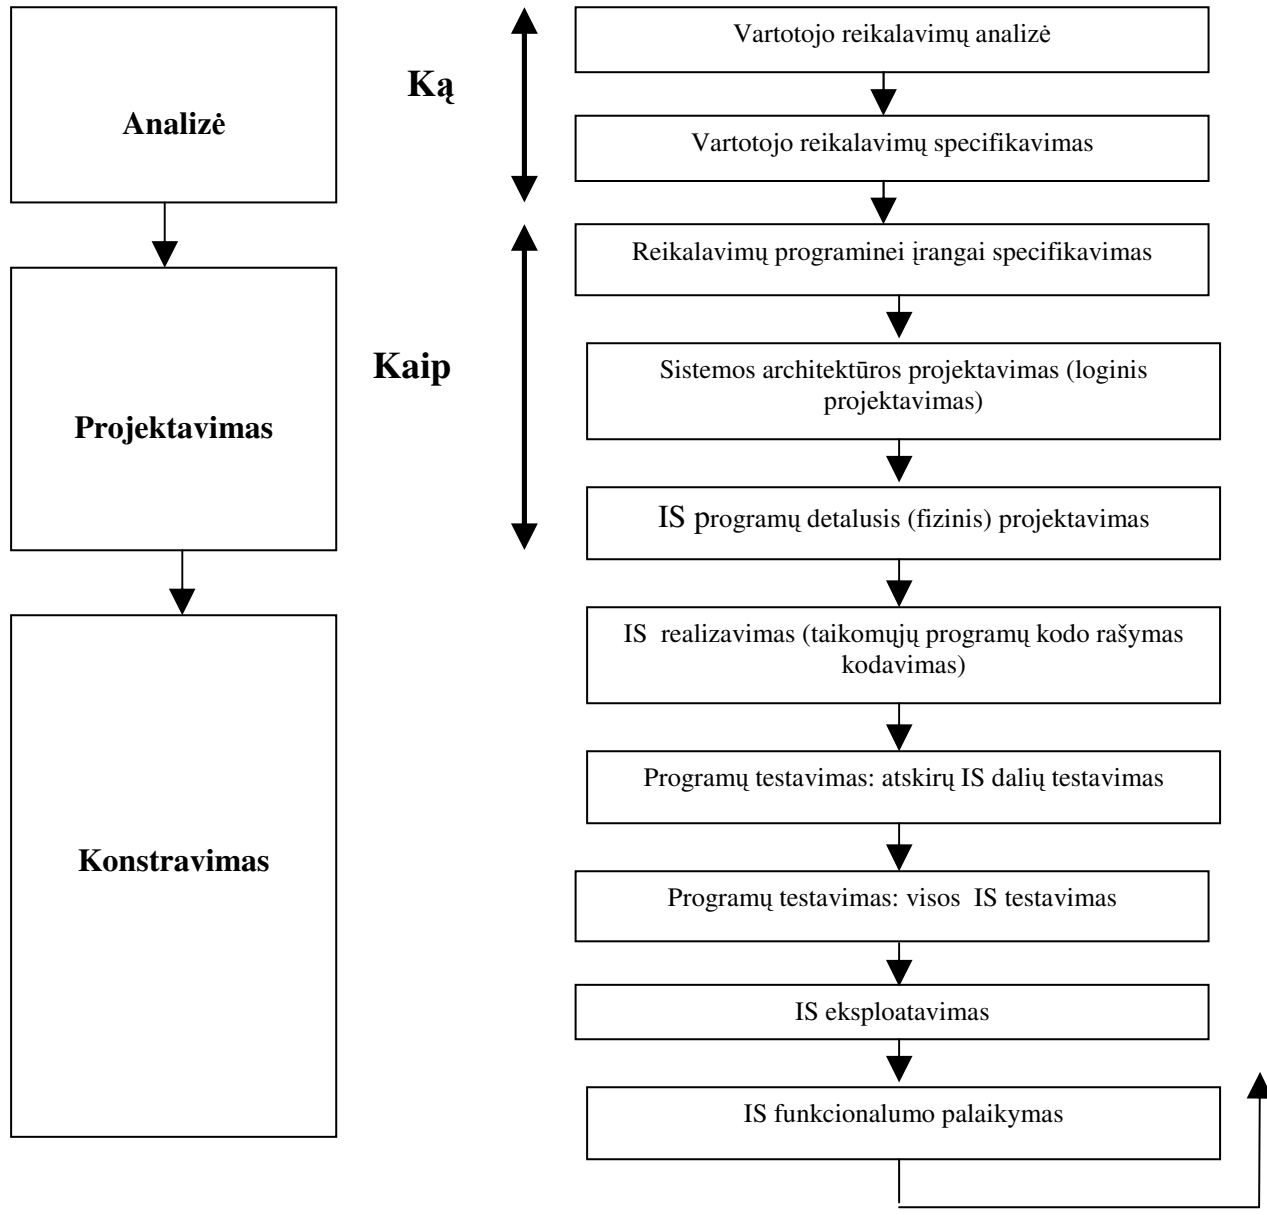 Analizė
Projektavimas
Konstravimas
Ką
Kaip
Vartotojo reikalavimų analizė
Vartotojo reikalavimų specifikavimas
Reikalavimų programinei įrangai specifikavimas
Sistemos architektūros projektavimas (loginis
projektavimas)
IS programų detalusis (fizinis) projektavimas
IS realizavimas (taikomųjų programų kodo rašymas
kodavimas)
Programų testavimas: atskirų IS dalių testavimas
Programų testavimas: visos IS testavimas
IS eksploatavimas
IS funkcionalumo palaikymas